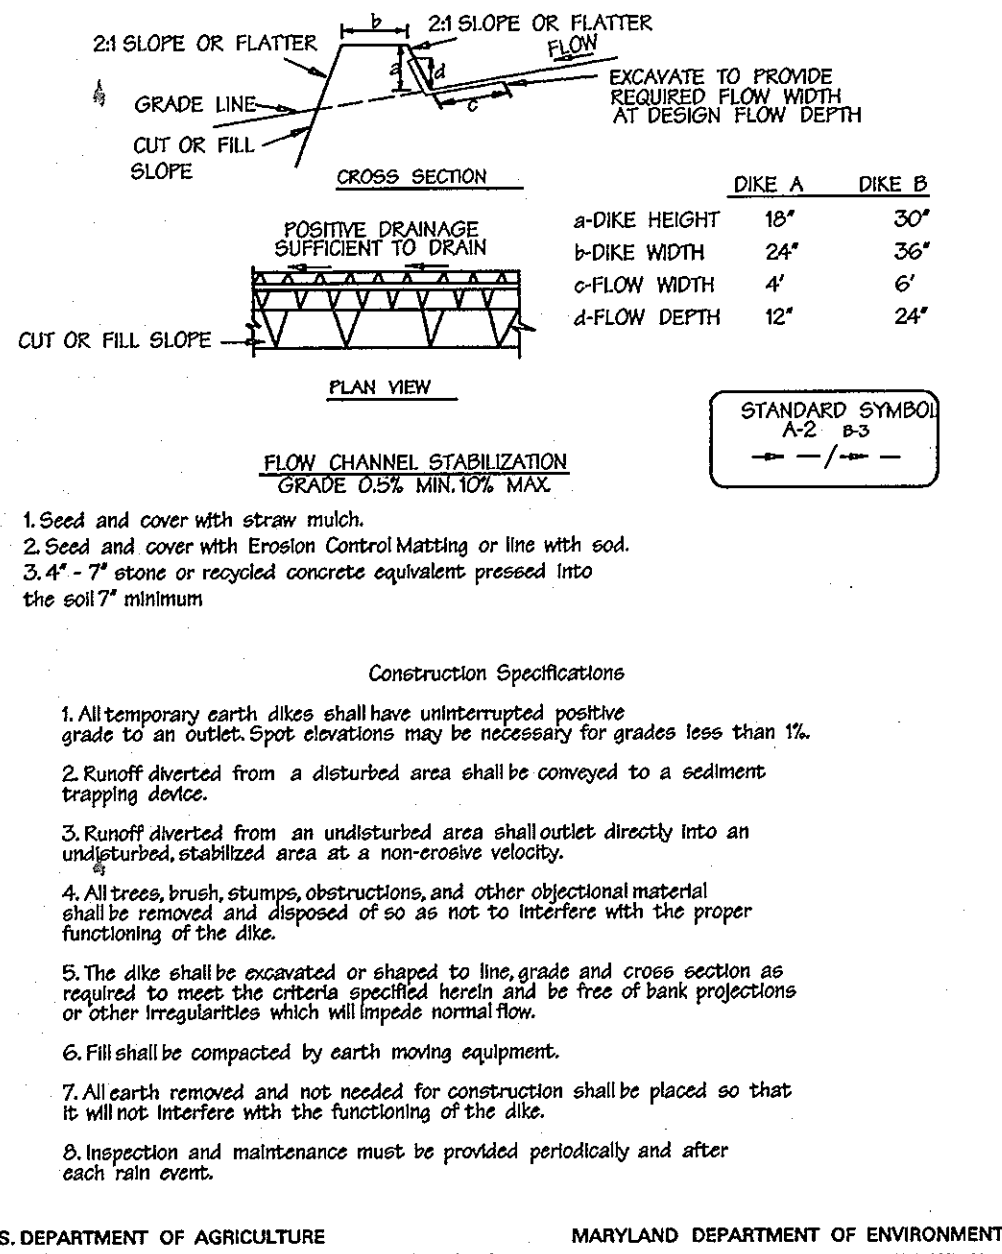 b
2:1 SLOPE OR FLATTER
2:1 SLOPE OR FLATTER
FLOW
a
d
EXCAVATE TO PROVIDE
REQUIRED FLOW WIDTH
AT DESIGN FLOW DEPTH
GRADE LINE
c
CUT OR FILL
SLOPE
CROSS SECTION
DIKE A DIKE B
a-DIKE HEIGHT 18" 30"
b-DIKE WIDTH 24" 36"
c-FLOW WIDTH 4' 6'
d-FLOW DEPTH 12" 24"
POSITIVE DRAINAGE
SUFFICIENT TO DRAIN
CUT OR FILL SLOPE
PLAN VIEW
STANDARD SYMBOL
A-2 B-3
/
FLOW CHANNEL STABILIZATION
GRADE 0.5% MIN. 10% MAX.
1. Seed and cover with straw mulch.
2. Seed and cover with Erosion Control Matting or line with sod.
3. 4" - 7" stone or recycled concrete equivalent pressed into
the soil 7" minimum
Construction Specifications
1. All temporary earth dikes shall have uninterrupted positive
grade to an outlet. Spot elevations may be necessary for grades less than 1%.
2. Runoff diverted from a disturbed area shall be conveyed to a sediment
trapping device.
3. Runoff diverted from an undisturbed area shall outlet directly into an
undisturbed, stabilized area at a non-erosive velocity.
4. All trees, brush, stumps, obstructions, and other objectional material
shall be removed and disposed of so as not to interfere with the proper
functioning of the dike.
5. The dike shall be excavated or shaped to line, grade and cross section as
required to meet the criteria specified herein and be free of bank projections
or other irregularities which will impede normal flow.
6. Fill shall be compacted by earth moving equipment.
7. All earth removed and not needed for construction shall be placed so that
it will not interfere with the functioning of the dike.
8. Inspection and maintenance must be provided periodically and after
each rain event.
S. DEPARTMENT OF AGRICULTURE
MARYLAND DEPARTMENT OF ENVIRONMENT